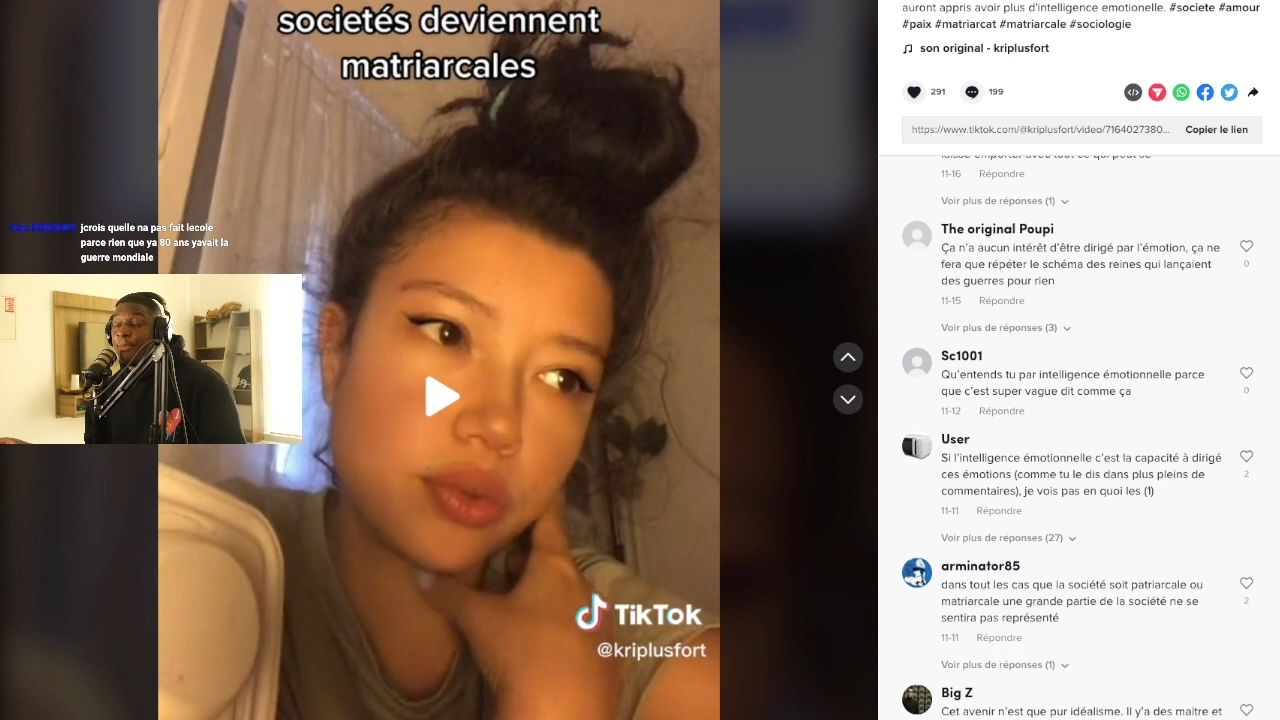 societés deviennent
matriarcales
jcrois quelle na pas fait lecole
parce rien que ya 80 ans yavait la
guerre mondiale
TikTok
@kriplusfort
auront appris avoir plus d'intelligence emotionelle. #societe #amour
#paix #matriarcat #matriarcale #sociologie
son original - kriplusfort
291
199
https://www.tiktok.com/@kriplusfort/video/7164027380...
Copier le lien
11-16 Répondre
Voir plus de réponses (1)
The original Poupi
Ça n'a aucun intérêt d'être dirigé par l'émotion, ça ne
fera que répéter le schéma des reines qui lançaient
des guerres pour rien
0
11-15 Répondre
Voir plus de réponses (3)
Sc1001
Qu'entends tu par intelligence émotionnelle parce
que c'est super vague dit comme ça
0
11-12 Répondre
User
Si l'intelligence émotionnelle c'est la capacité à dirigé
ces émotions (comme tu le dis dans plus pleins de
commentaires), je vois pas en quoi les (1)
2
11-11 Répondre
Voir plus de réponses (27)
arminator85
dans tout les cas que la société soit patriarcale ou
matriarcale une grande partie de la société ne se
sentira pas représenté
2
11-11 Répondre
Voir plus de réponses (1)
Big Z
Cet avenir n'est que pur idéalisme. Il y'a des maitre et